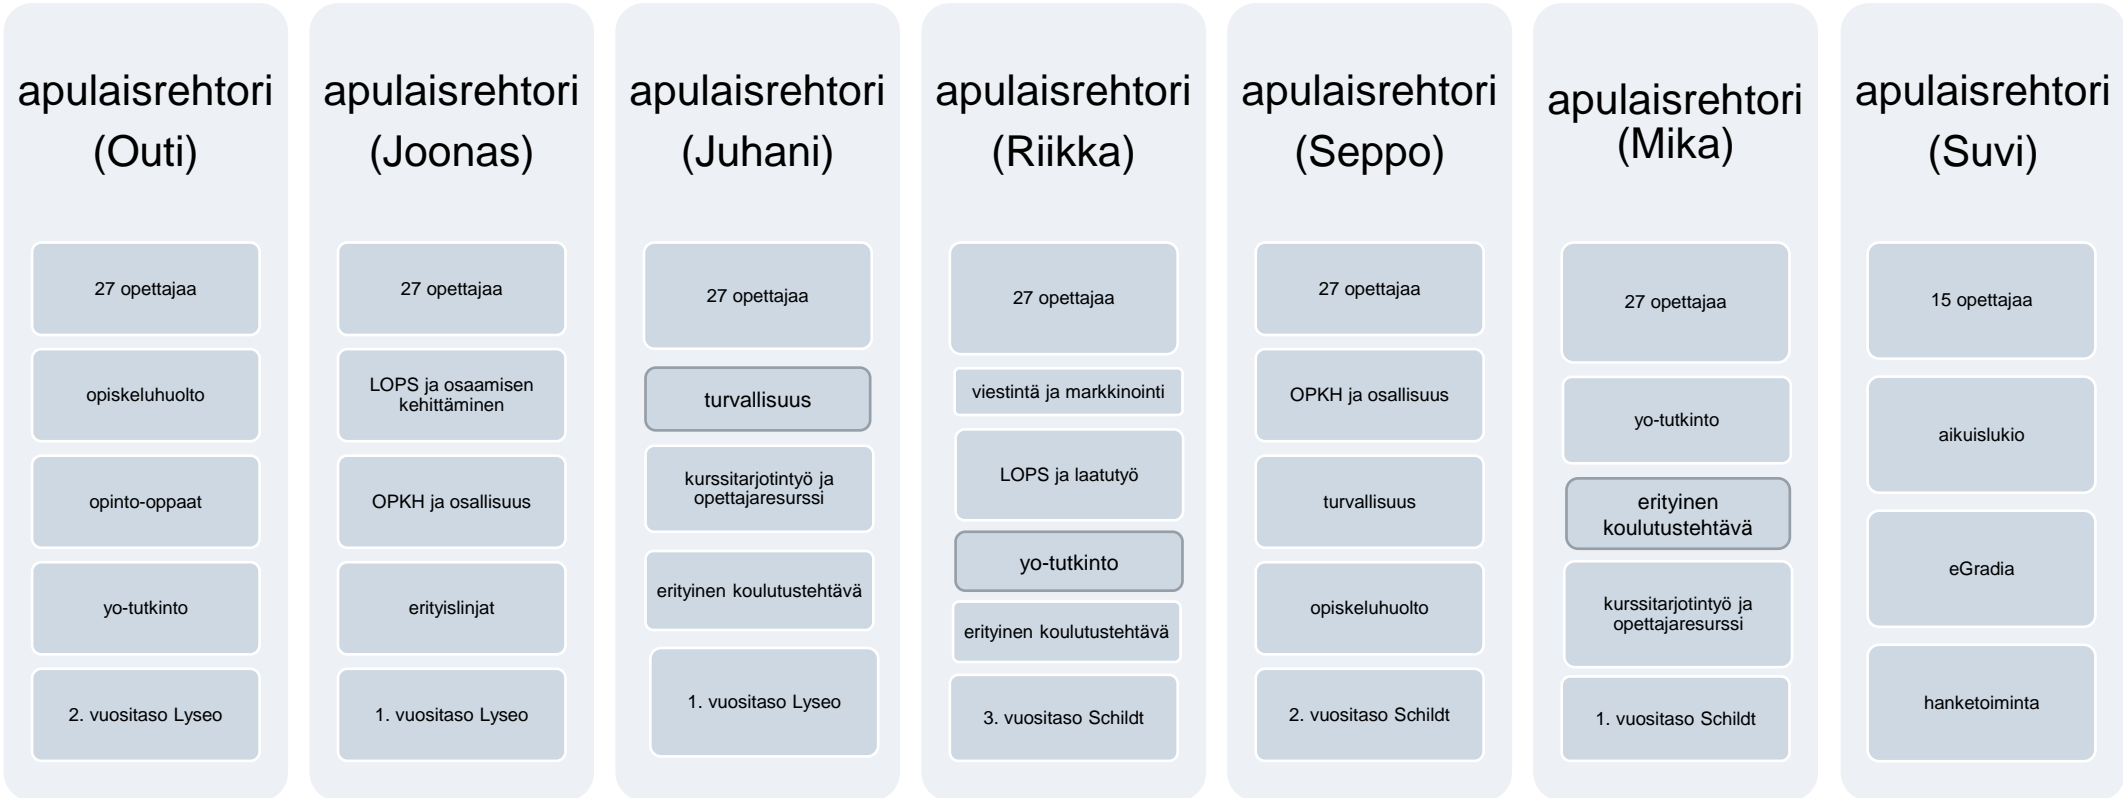 apulaisrehtori
(Outi)
27 opettajaa
opiskeluhuolto
opinto-oppaat
yo-tutkinto
2. vuositaso Lyseo
apulaisrehtori
(Joonas)
27 opettajaa
LOPS ja osaamisen
kehittäminen
OPKH ja osallisuus
erityislinjat
1. vuositaso Lyseo
apulaisrehtori
(Juhani)
27 opettajaa
turvallisuus
kurssitarjotintyö ja
opettajaresurssi
erityinen koulutustehtävä
1. vuositaso Lyseo
apulaisrehtori
(Riikka)
27 opettajaa
viestintä ja markkinointi
LOPS ja laatutyö
yo-tutkinto
erityinen koulutustehtävä
3. vuositaso Schildt
apulaisrehtori
(Seppo)
27 opettajaa
OPKH ja osallisuus
turvallisuus
opiskeluhuolto
2. vuositaso Schildt
apulaisrehtori
(Mika)
27 opettajaa
yo-tutkinto
erityinen
koulutustehtävä
kurssitarjotintyö ja
opettajaresurssi
1. vuositaso Schildt
apulaisrehtori
(Suvi)
15 opettajaa
aikuislukio
eGradia
hanketoiminta